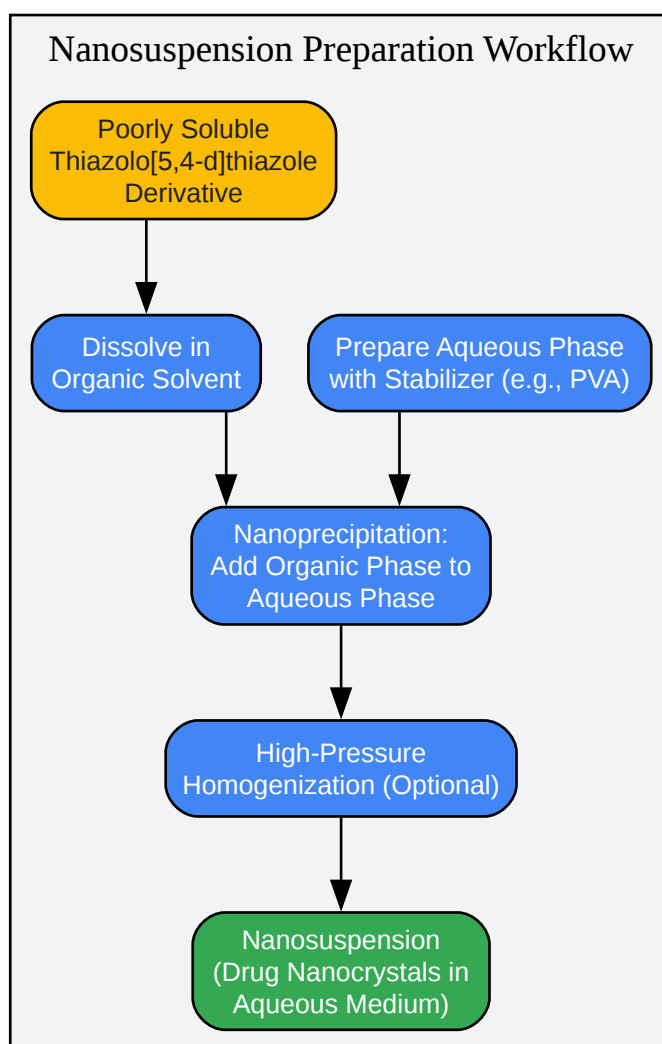 Nanosuspension Preparation Workflow
Poorly Soluble
Thiazolo[5,4-d]thiazole
Derivative
Dissolve in
Organic Solvent
Prepare Aqueous Phase
with Stabilizer (e.g., PVA)
Nanoprecipitation:
Add Organic Phase to
Aqueous Phase
High-Pressure
Homogenization (Optional)
Nanosuspension
(Drug Nanocrystals in
Aqueous Medium)